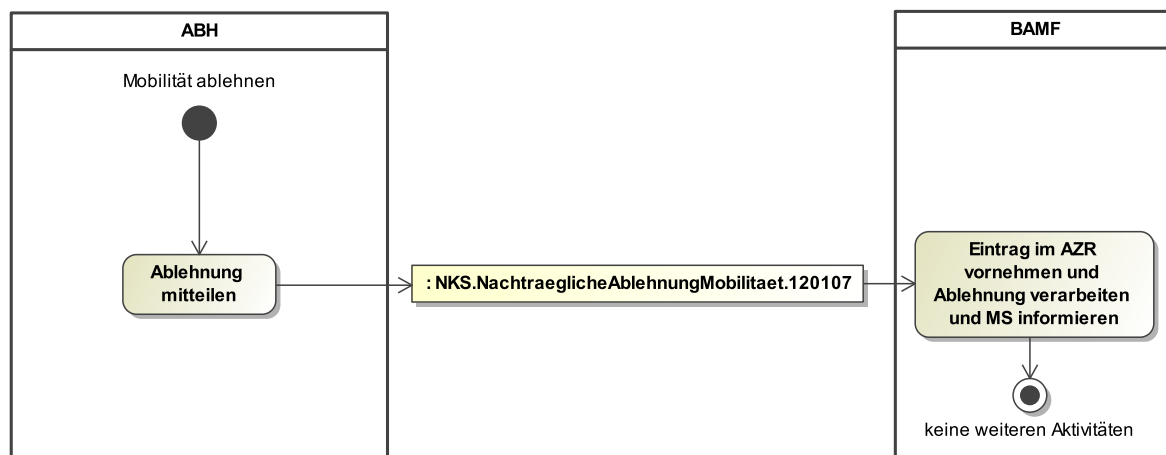 ABH
BAMF
Mobilität ablehnen
Ablehnung
mitteilen
: NKS.NachtraeglicheAblehnungMobilitaet.120107
Eintrag im AZR
vornehmen und
Ablehnung verarbeiten
und MS informieren
keine weiteren Aktivitäten